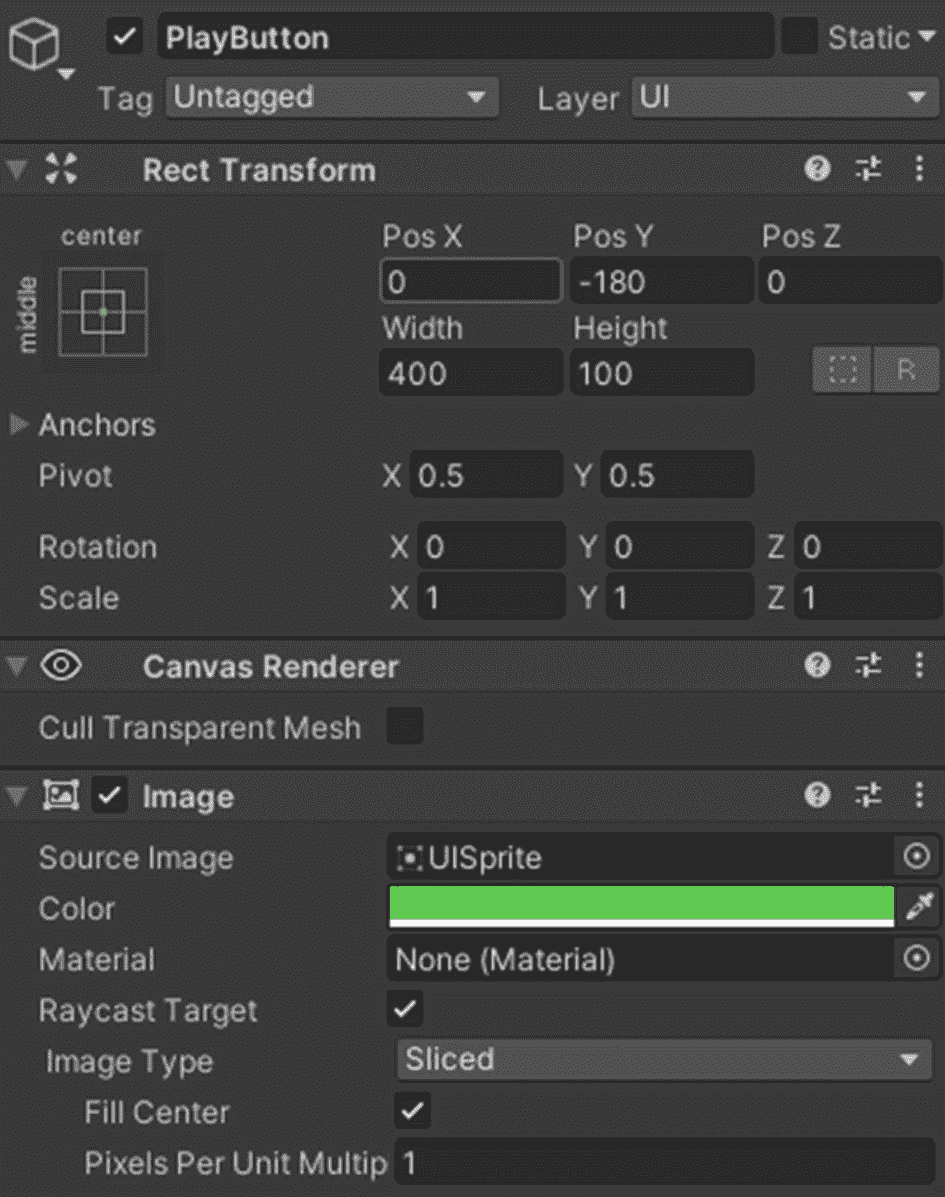 PlayButton Static
Tag Untagged Layer UI
Rect Transform
center
middle
Pos X Pos Y Pos Z
0 -180 0
Width Height
400 100
R
Anchors
Pivot X 0.5 Y 0.5
Rotation X 0 Y 0 Z 0
Scale X 1 Y 1 Z 1
Canvas Renderer
Cull Transparent Mesh
Image
Source Image UISprite
Color
Material None (Material)
Raycast Target
Image Type Sliced
Fill Center
Pixels Per Unit Multip 1